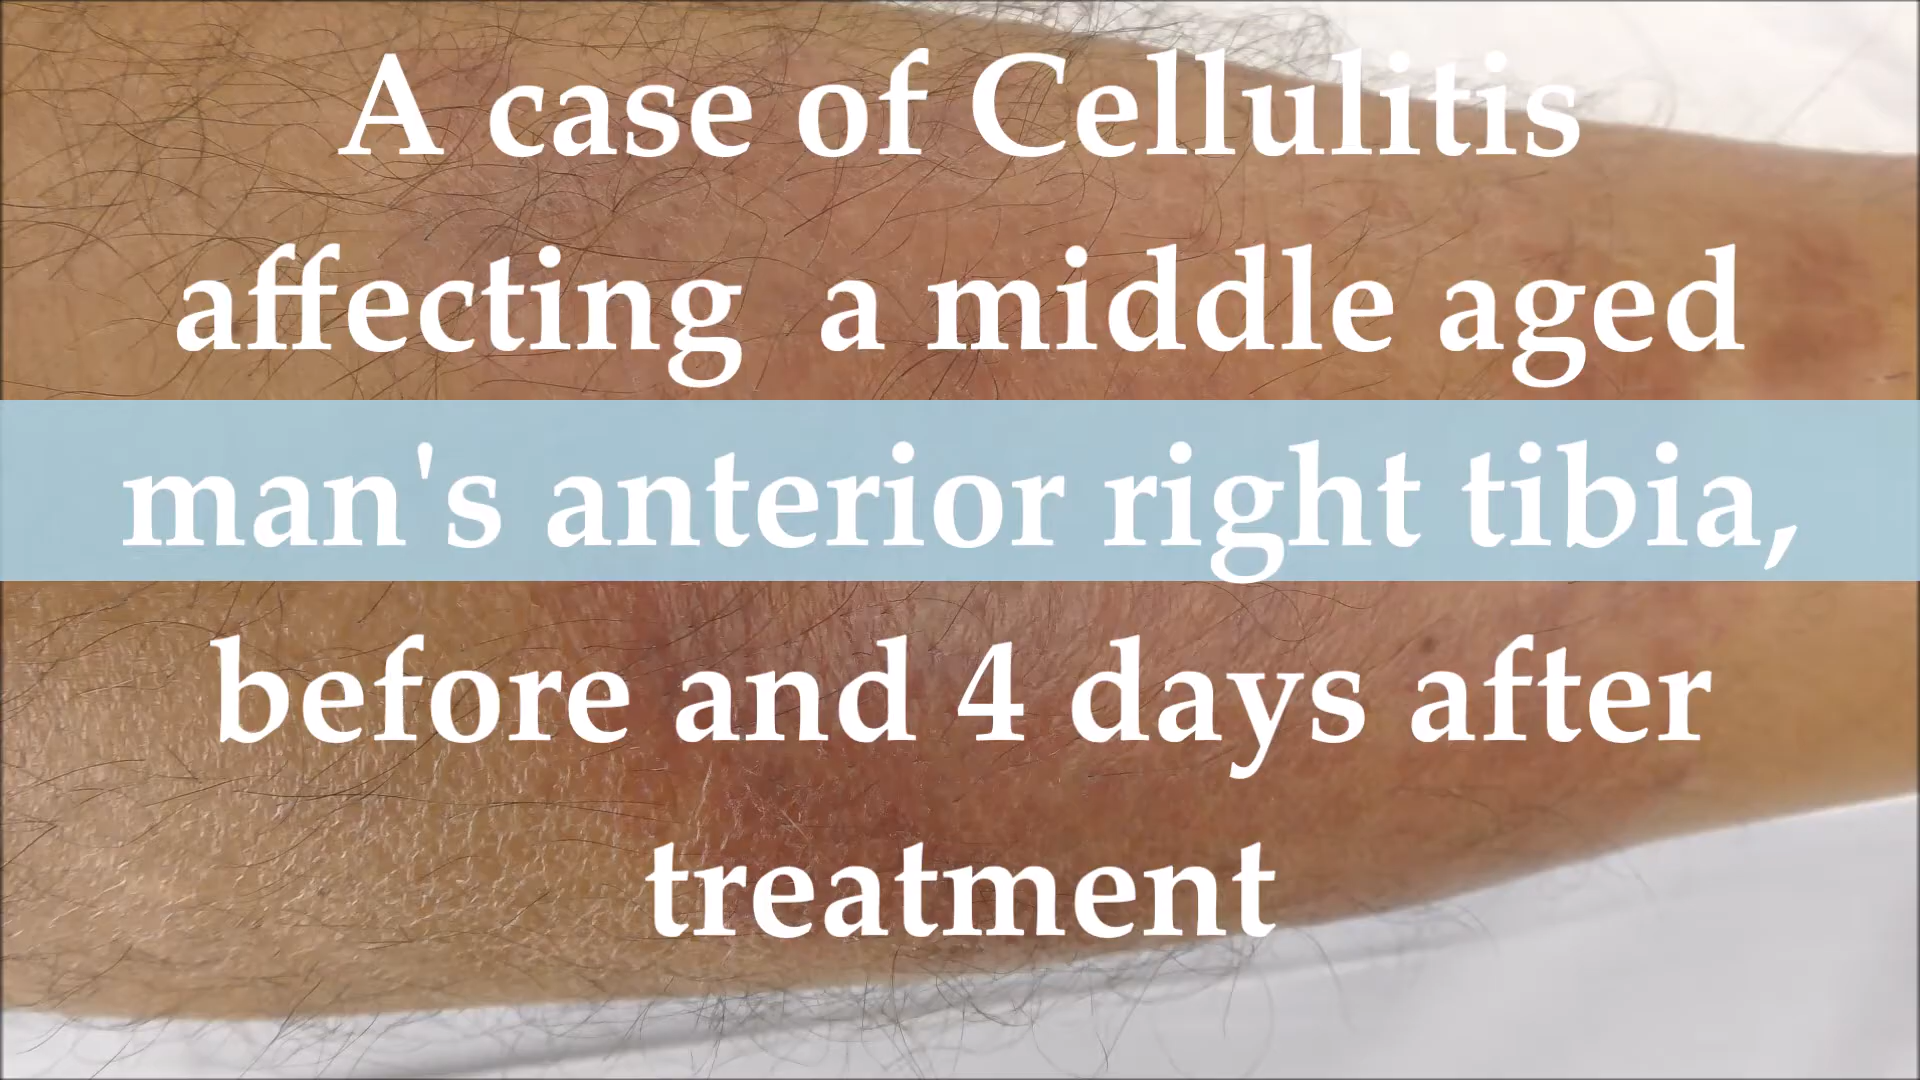 A case of Cellulitis
affecting  a middle aged
man's anterior right tibia,
before and 4 days after
treatment